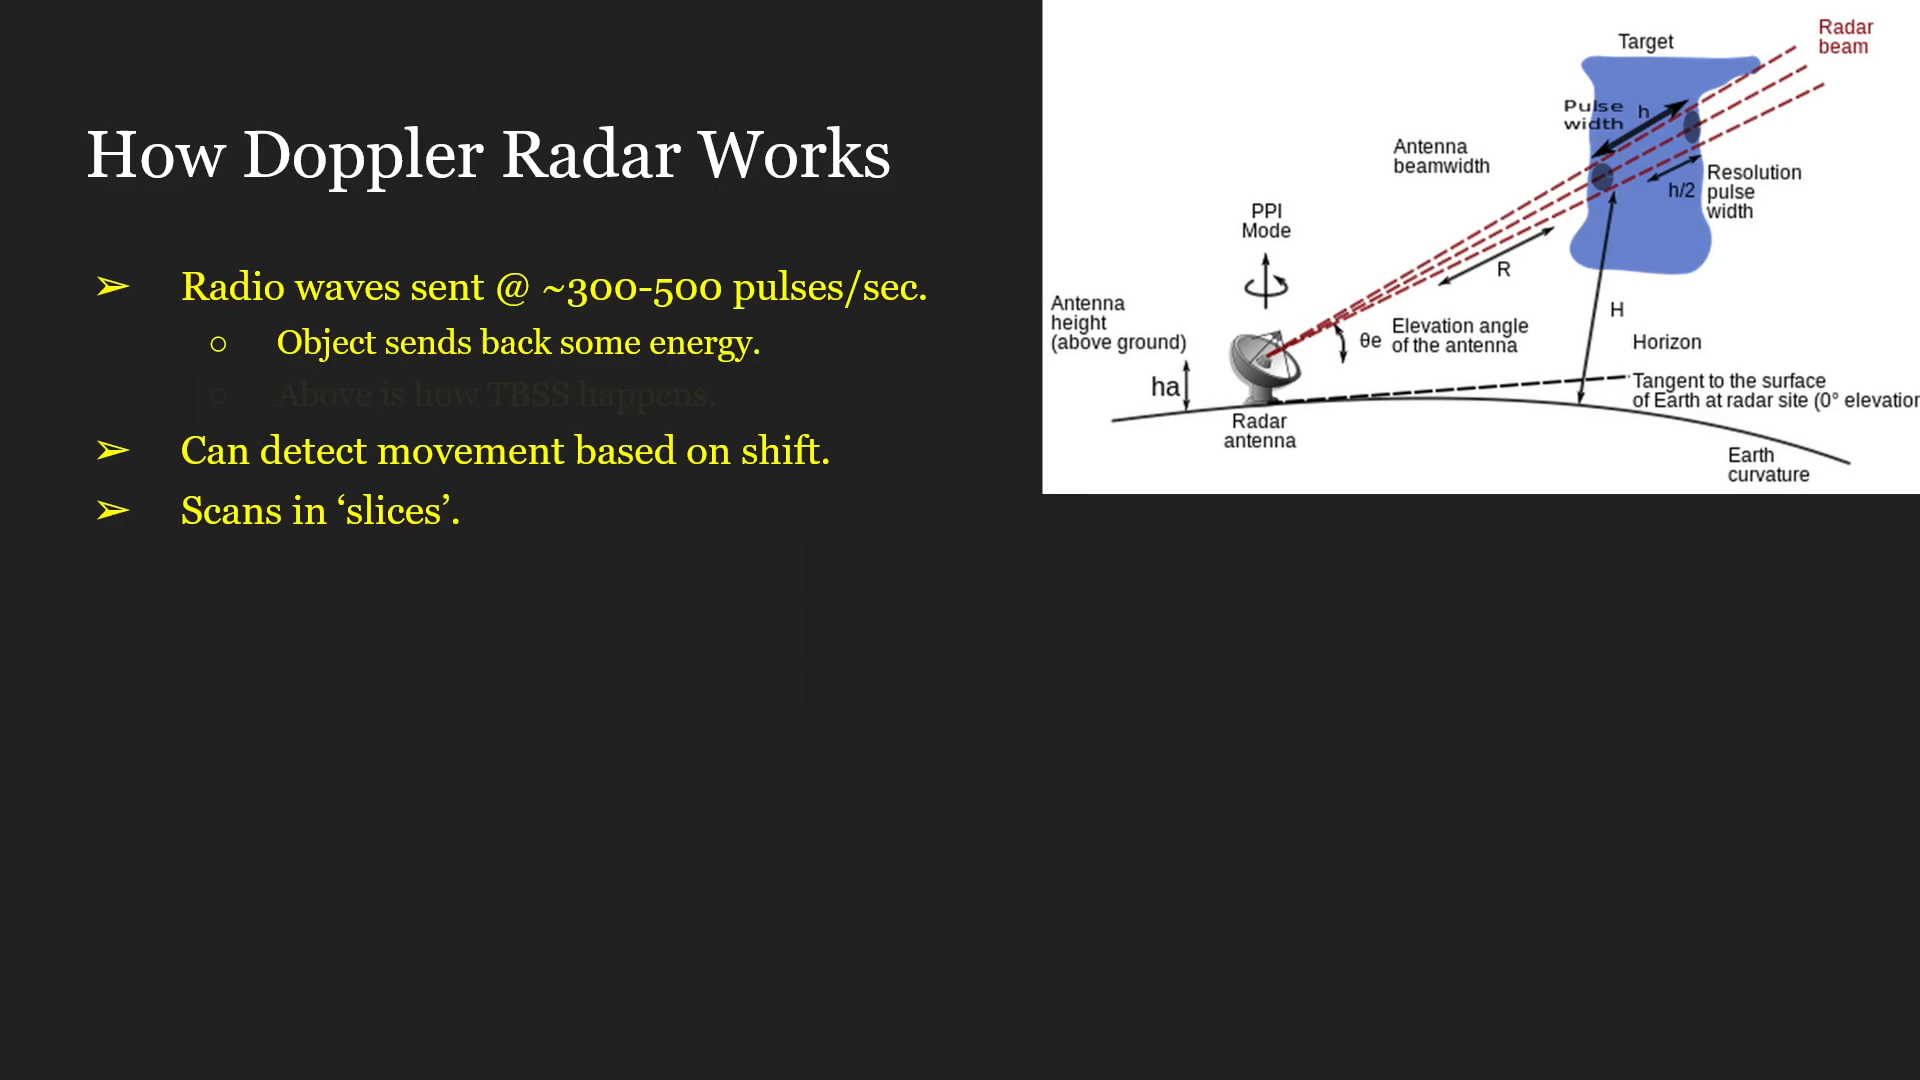 How Doppler Radar Works
➢ Radio waves sent @ ~300-500 pulses/sec.
○ Object sends back some energy.
○ Above is how TBSS happens.
➢ Can detect movement based on shift.
➢ Scans in ‘slices’.
Radar
beam
Target
Pulse
width
h
Antenna
beamwidth
Resolution
pulse
width
h/2
PPI
Mode
R
Antenna
height
(above ground)
H
θe
Elevation angle
of the antenna
Horizon
ha
Tangent to the surface
of Earth at radar site (0° elevation
Radar
antenna
Earth
curvature